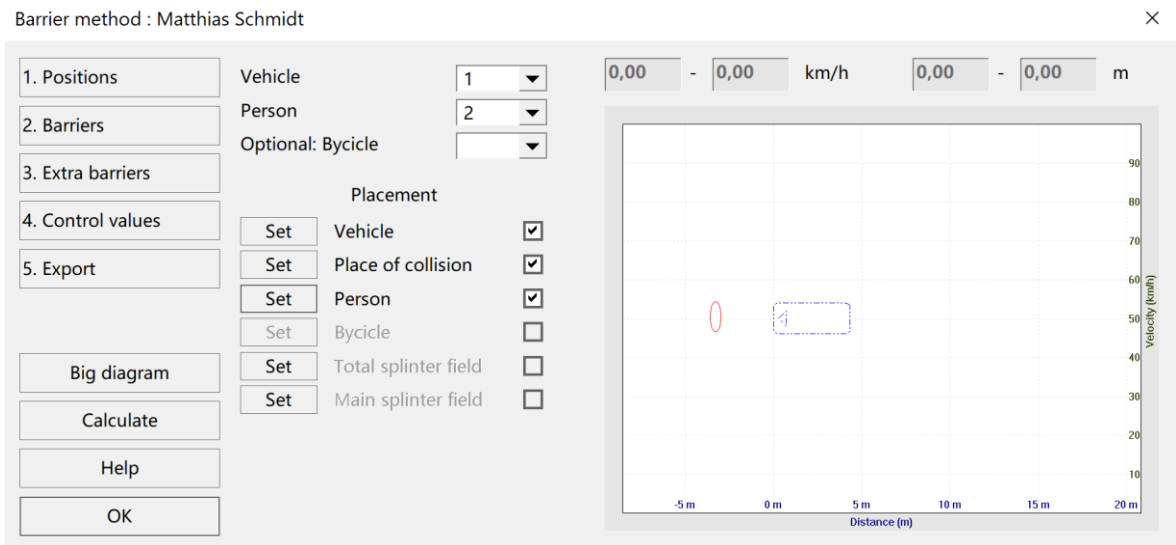 Barrier method : Matthias Schmidt
1. Positions
2. Barriers
3. Extra barriers
4. Control values
5. Export
Big diagram
Calculate
Help
OK
Vehicle 1
Person 2
Optional: Bycicle
Placement
Set Vehicle
Set Place of collision
Set Person
Set Bycicle
Set Total splinter field
Set Main splinter field
0,00 - 0,00 km/h 0,00 - 0,00 m
90
80
70
60
50
40
30
20
10
Velocity (km/h)
-5 m 0 m 5 m 10 m 15 m 20 m
Distance (m)